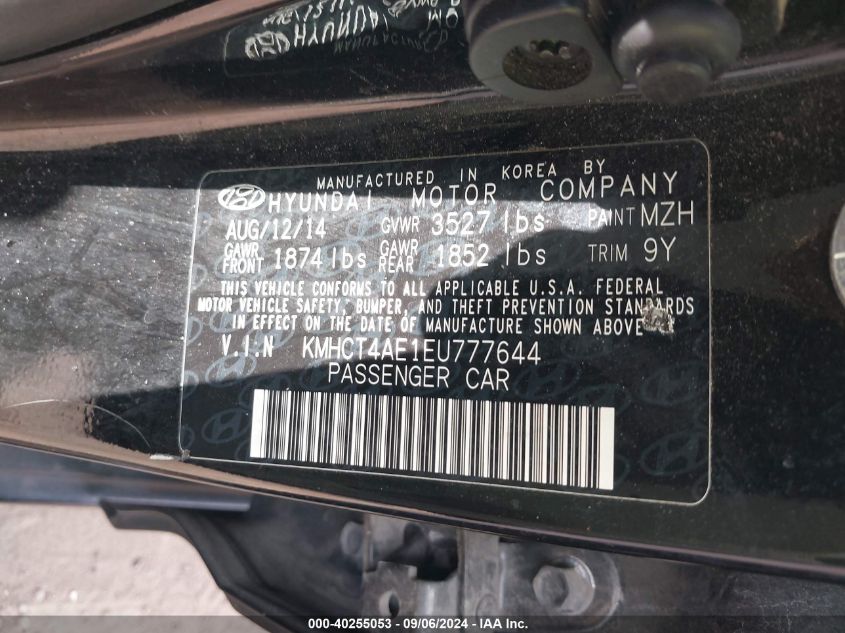 MANUFACTURED IN KOREA BY
HYUNDAI MOTOR COMPANY
AUG/12/14 GVWR 3527 lbs PAINT MZH
GAWR FRONT 1874 lbs GAWR REAR 1852 lbs TRIM 9Y
THIS VEHICLE CONFORMS TO ALL APPLICABLE U.S.A. FEDERAL
MOTOR VEHICLE SAFETY, BUMPER, AND THEFT PREVENTION STANDARDS
IN EFFECT ON THE DATE OF MANUFACTURE SHOWN ABOVE
V.I.N KMHCT4AE1EU777644
PASSENGER CAR
000-40255053 - 09/06/2024 - IAA Inc.